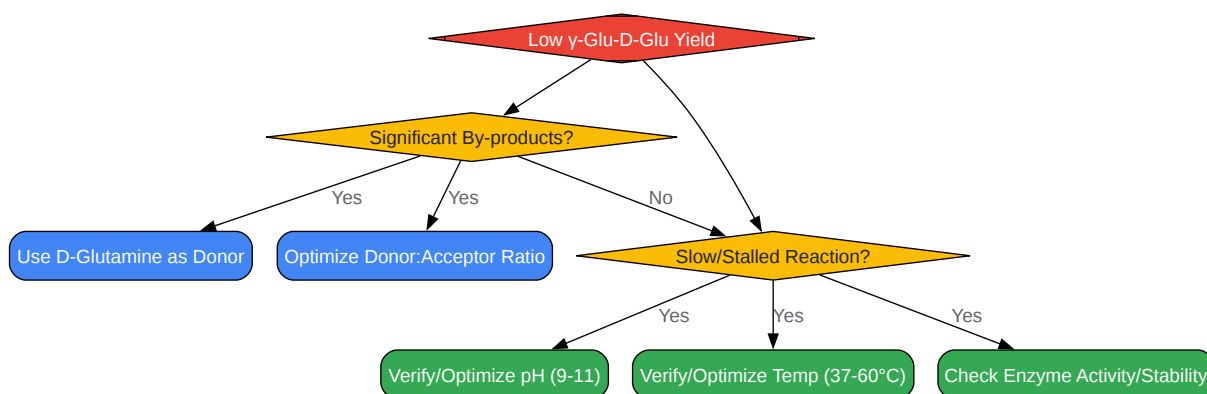 Low γ-Glu-D-Glu Yield
Significant By-products?
Yes
Yes
No
Use D-Glutamine as Donor
Optimize Donor:Acceptor Ratio
Slow/Stalled Reaction?
Yes
Yes
Yes
Verify/Optimize pH (9-11)
Verify/Optimize Temp (37-60°C)
Check Enzyme Activity/Stability